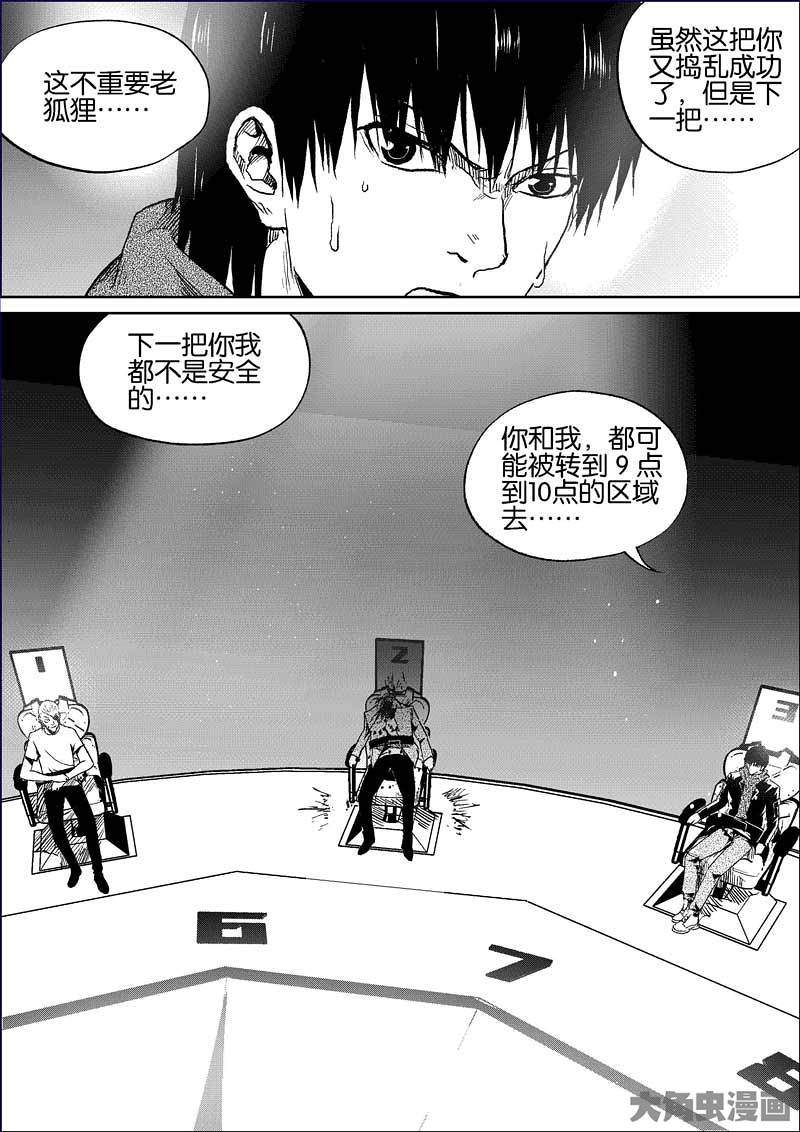 这不重要老
狐狸……
虽然这把你
又捣乱成功
了，但是下
一把……
下一把你我
都不是安全
的……
你和我，都可
能被转到9点
到10点的区域
去……
1
2
3
6
7
8
大角虫漫画